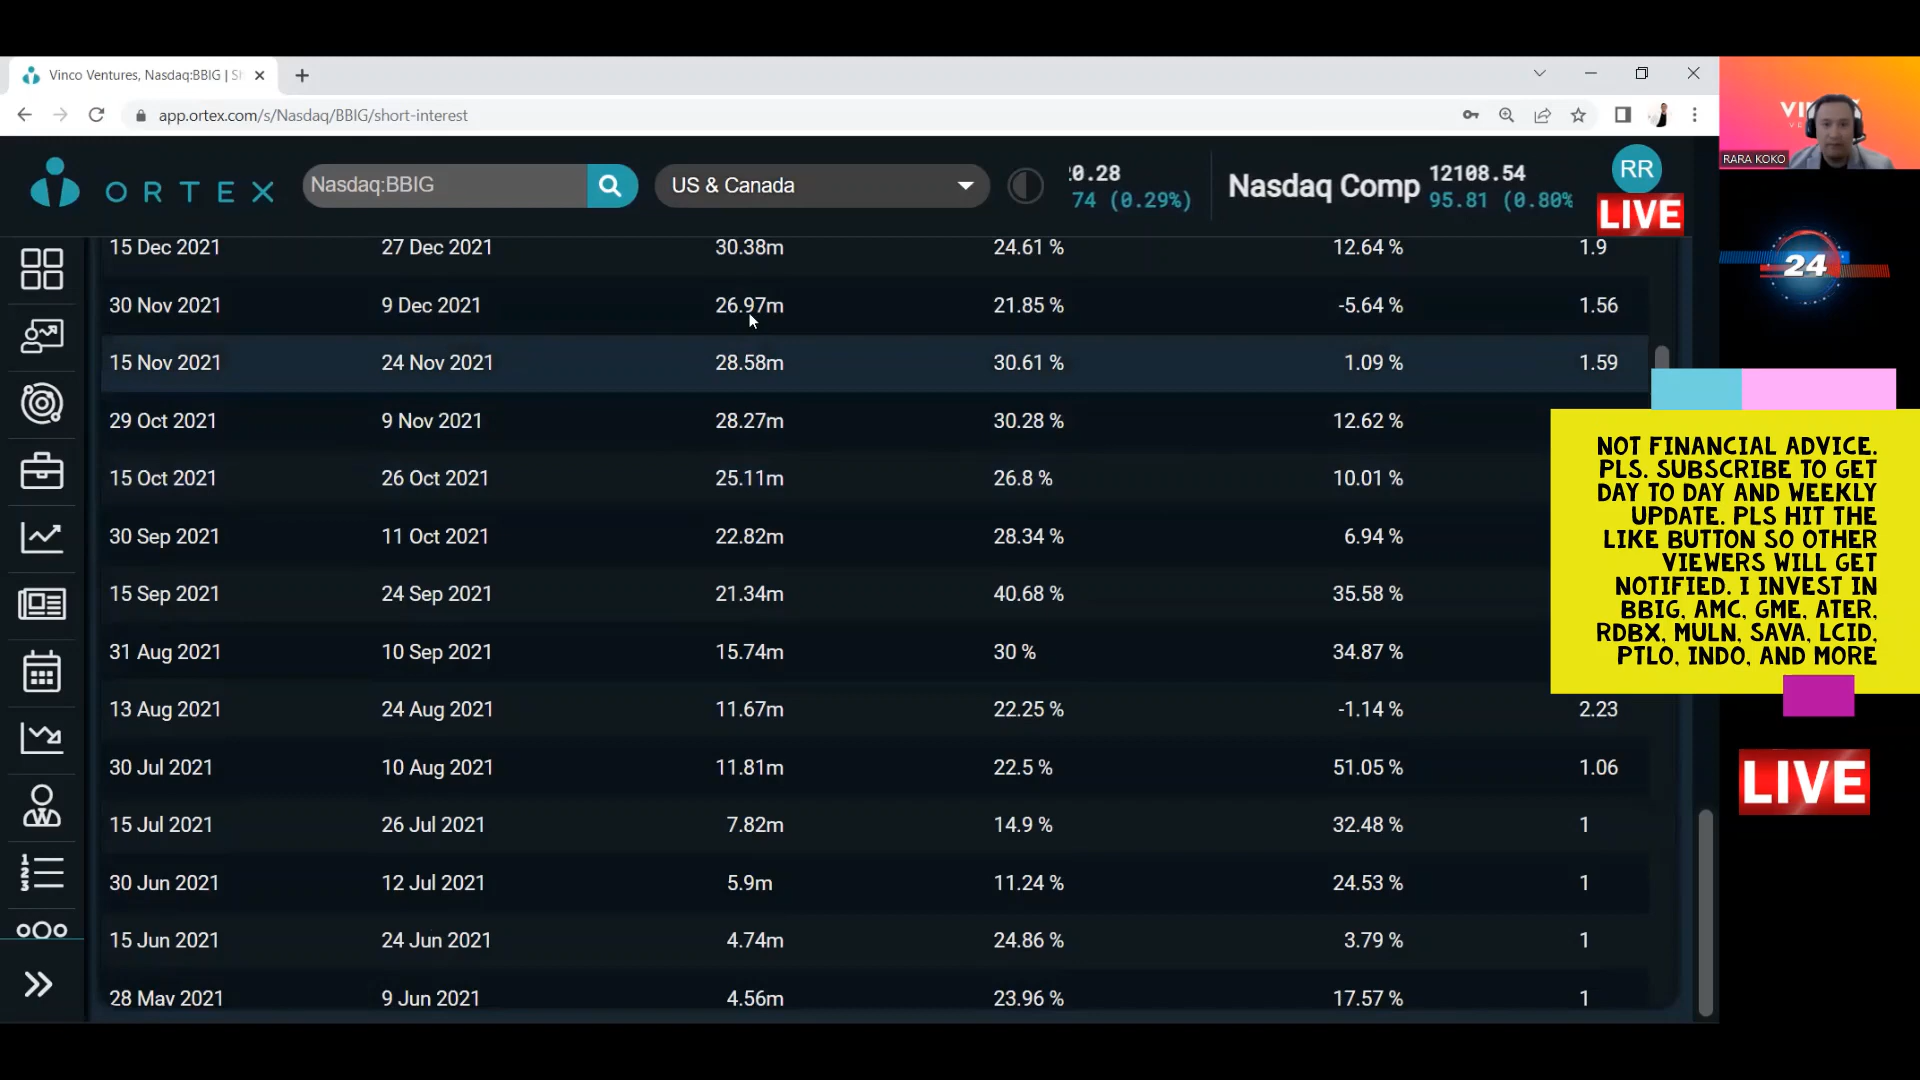 Vinco Ventures, Nasdaq:BBIG | S
app.ortex.com/s/Nasdaq/BBIG/short-interest
RARA KOKO
ORTEX
Nasdaq:BBIG
US & Canada
0.28
74 (0.29%)
Nasdaq Comp
12108.54
95.81 (0.80%
RR
LIVE
15 Dec 2021 27 Dec 2021 30.38m 24.61 % 12.64 % 1.9
30 Nov 2021 9 Dec 2021 26.97m 21.85 % -5.64 % 1.56
15 Nov 2021 24 Nov 2021 28.58m 30.61 % 1.09 % 1.59
29 Oct 2021 9 Nov 2021 28.27m 30.28 % 12.62 %
15 Oct 2021 26 Oct 2021 25.11m 26.8 % 10.01 %
30 Sep 2021 11 Oct 2021 22.82m 28.34 % 6.94 %
15 Sep 2021 24 Sep 2021 21.34m 40.68 % 35.58 %
31 Aug 2021 10 Sep 2021 15.74m 30 % 34.87 %
13 Aug 2021 24 Aug 2021 11.67m 22.25 % -1.14 % 2.23
30 Jul 2021 10 Aug 2021 11.81m 22.5 % 51.05 % 1.06
15 Jul 2021 26 Jul 2021 7.82m 14.9 % 32.48 % 1
30 Jun 2021 12 Jul 2021 5.9m 11.24 % 24.53 % 1
15 Jun 2021 24 Jun 2021 4.74m 24.86 % 3.79 % 1
28 May 2021 9 Jun 2021 4.56m 23.96 % 17.57 % 1
24
NOT FINANCIAL ADVICE.
PLS. SUBSCRIBE TO GET
DAY TO DAY AND WEEKLY
UPDATE. PLS HIT THE
LIKE BUTTON SO OTHER
VIEWERS WILL GET
NOTIFIED. I INVEST IN
BBIG, AMC, GME, ATER,
RDBX, MULN, SAVA, LCID,
PTLO, INDO, AND MORE
LIVE